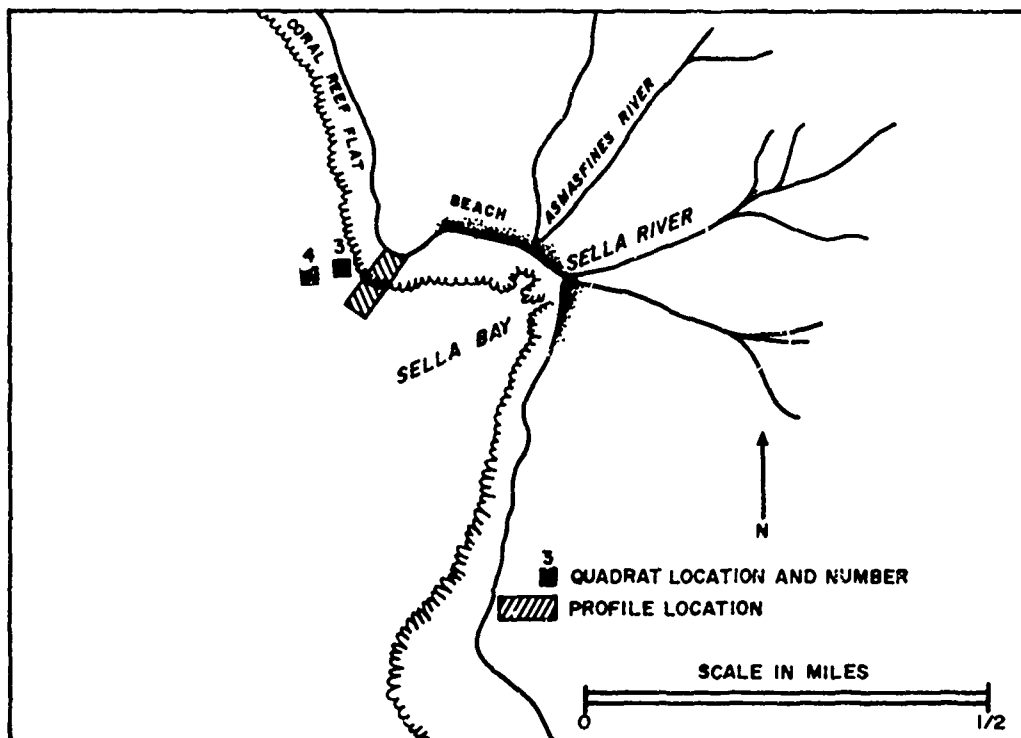 CORAL REEF FLAT
ASMASFINES RIVER
BEACH
SELLA RIVER
4
3
SELLA BAY
N
3
QUADRAT LOCATION AND NUMBER
PROFILE LOCATION
SCALE IN MILES
0
1/2